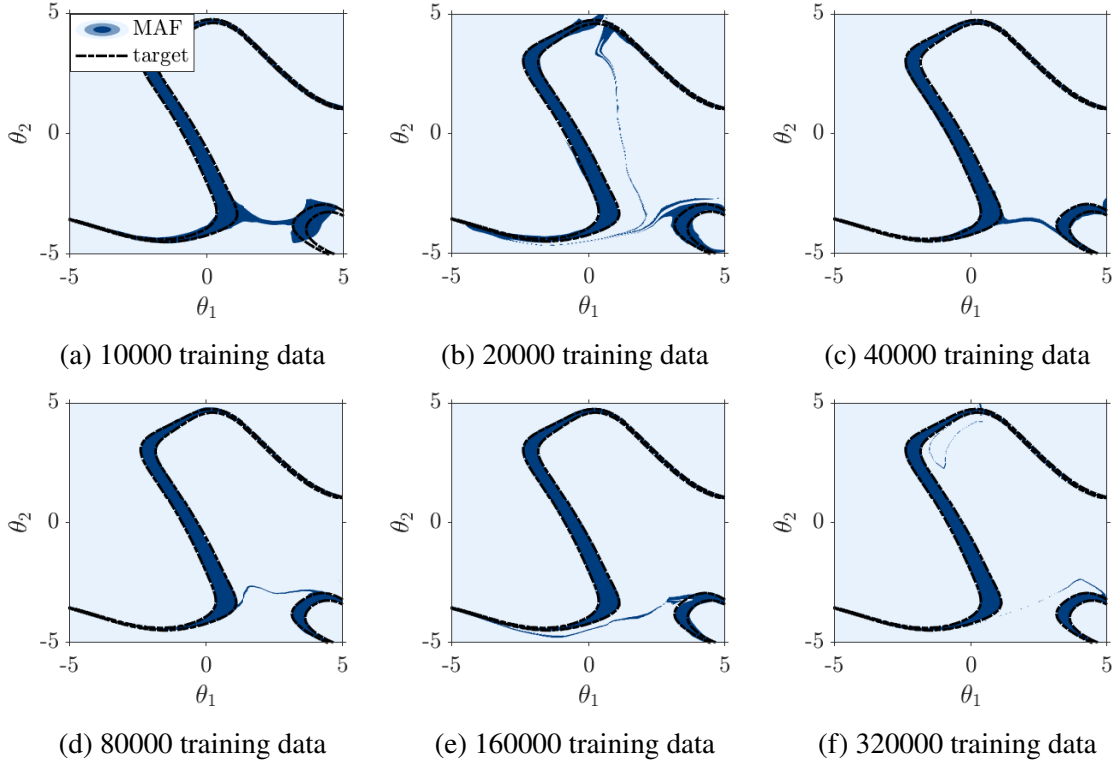 MAF
target
5
0
-5
θ2
-5
0
5
θ1
(a) 10000 training data
5
0
-5
θ2
-5
0
5
θ1
(b) 20000 training data
5
0
-5
θ2
-5
0
5
θ1
(c) 40000 training data
5
0
-5
θ2
-5
0
5
θ1
(d) 80000 training data
5
0
-5
θ2
-5
0
5
θ1
(e) 160000 training data
5
0
-5
θ2
-5
0
5
θ1
(f) 320000 training data